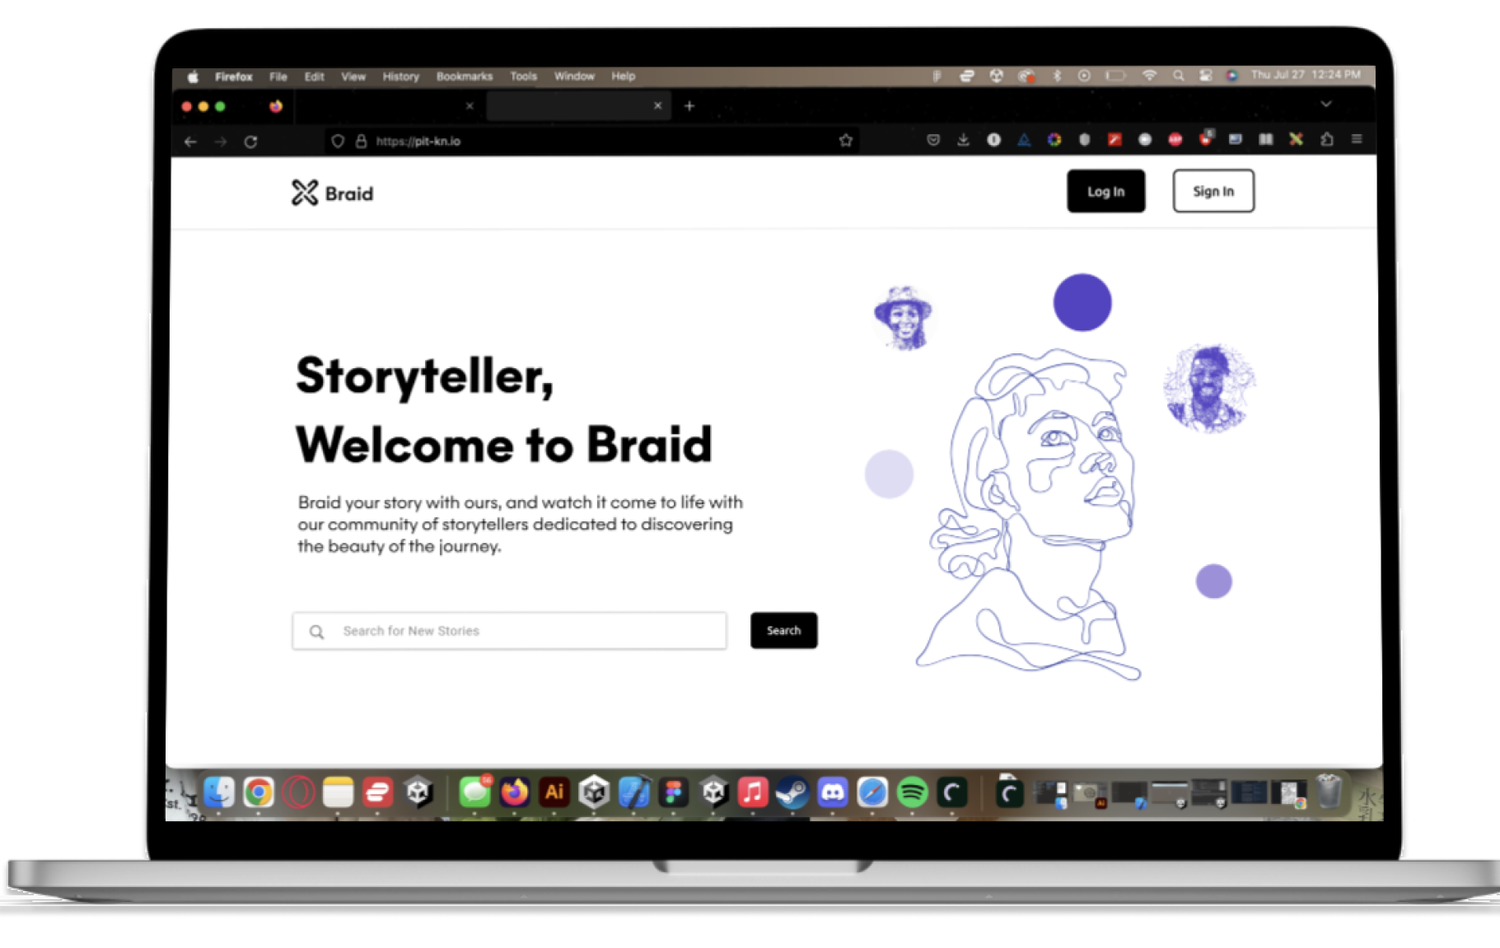 Firefox File Edit View History Bookmarks Tools Window Help Thu Jul 27 12:24 PM
https://pit-kn.io
Braid
Log In
Sign In
Storyteller,
Welcome to Braid
Braid your story with ours, and watch it come to life with
our community of storytellers dedicated to discovering
the beauty of the journey.
Search for New Stories
Search
56
Ai